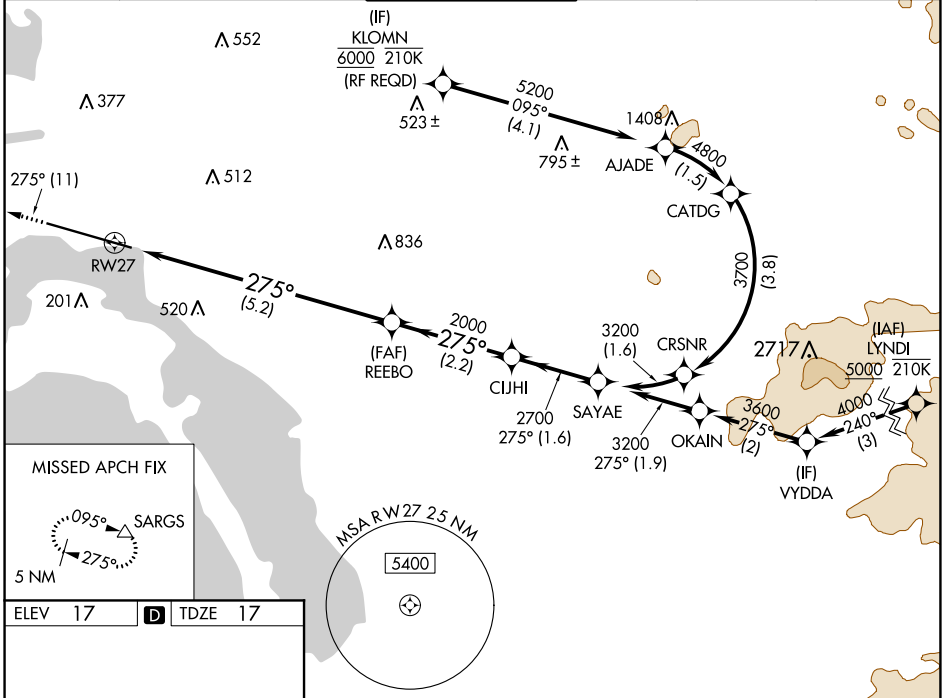 (IF)
KLOMN
6000 210K
(RF REQD)
552
377
523 ±
5200
095°
(4.1)
1408
795 ±
AJADE
4800
(1.5)
CATDG
512
275° (11)
836
RW27
201
520
275°
(5.2)
3700
(3.8)
(FAF)
REEBO
2000
275°
(2.2)
CIJHI
3200
(1.6)
CRSNR
2717
(IAF)
LYNDI
5000 210K
SAYAE
2700
275° (1.6)
OKAIN
3200
275° (1.9)
3600
275°
(2)
4000
240°
(3)
(IF)
VYDDA
MISSED APCH FIX
095°
SARGS
275°
5 NM
MSA RW27 25 NM
5400
ELEV 17 D TDZE 17